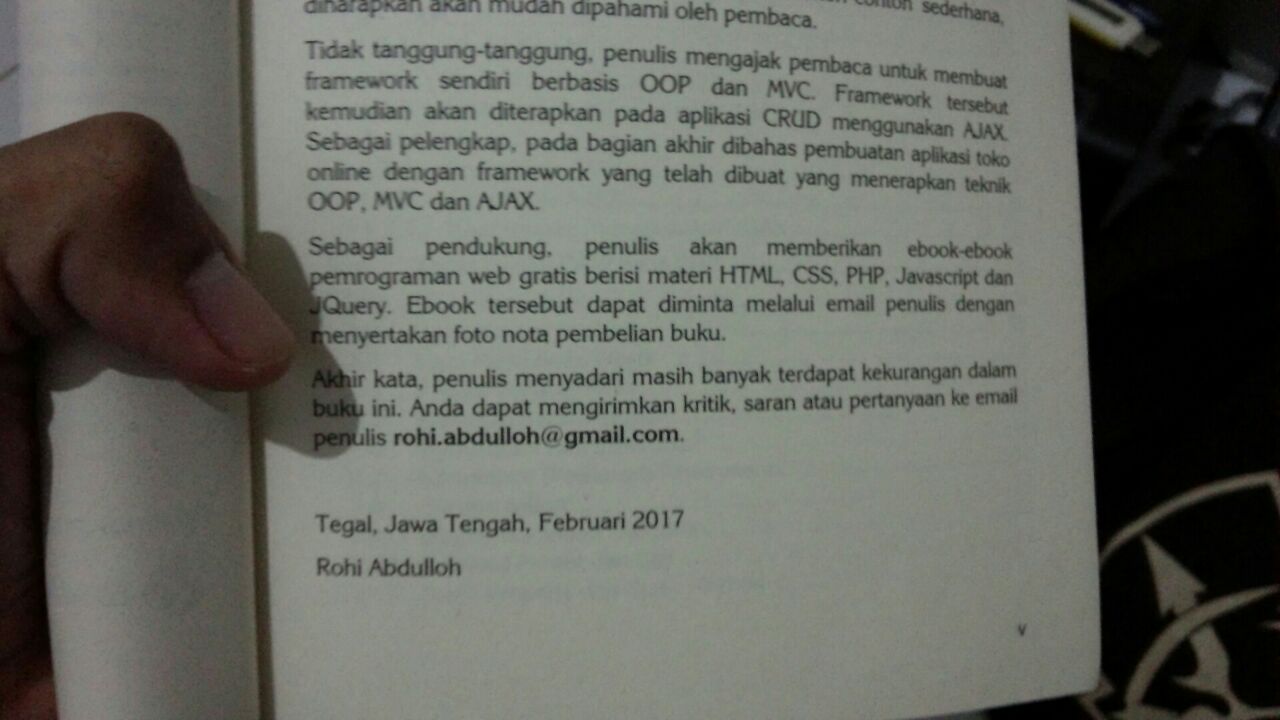 contoh sederhana,
diharapkan akan mudah dipahami oleh pembaca.
Tidak tanggung-tanggung, penulis mengajak pembaca untuk membuat
framework sendiri berbasis OOP dan MVC. Framework tersebut
kemudian akan diterapkan pada aplikasi CRUD menggunakan AJAX.
Sebagai pelengkap, pada bagian akhir dibahas pembuatan aplikasi toko
online dengan framework yang telah dibuat yang menerapkan teknik
OOP, MVC dan AJAX.
Sebagai pendukung, penulis akan memberikan ebook-ebook
pemrograman web gratis berisi materi HTML, CSS, PHP, Javascript dan
JQuery. Ebook tersebut dapat diminta melalui email penulis dengan
menyertakan foto nota pembelian buku.
Akhir kata, penulis menyadari masih banyak terdapat kekurangan dalam
buku ini. Anda dapat mengirimkan kritik, saran atau pertanyaan ke email
penulis rohi.abdulloh@gmail.com.
Tegal, Jawa Tengah, Februari 2017
Rohi Abdulloh
v